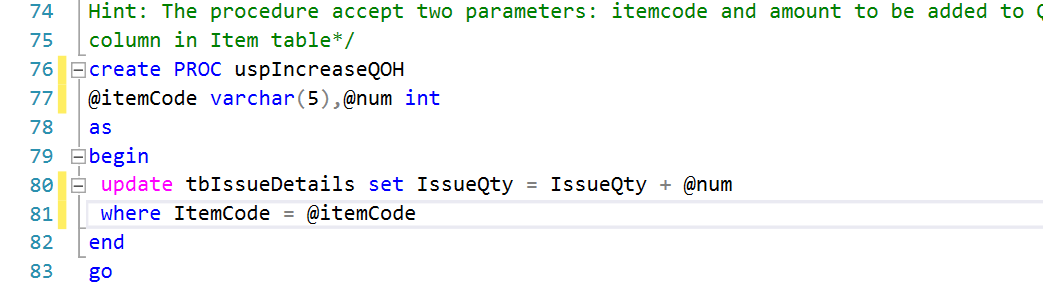 74 Hint: The procedure accept two parameters: itemcode and amount to be added to
75 column in Item table*/
76 create PROC uspIncreaseQOH
77 @itemCode varchar(5),@num int
78 as
79 begin
80 update tbIssueDetails set IssueQty = IssueQty + @num
81 where ItemCode = @itemCode
82 end
83 go